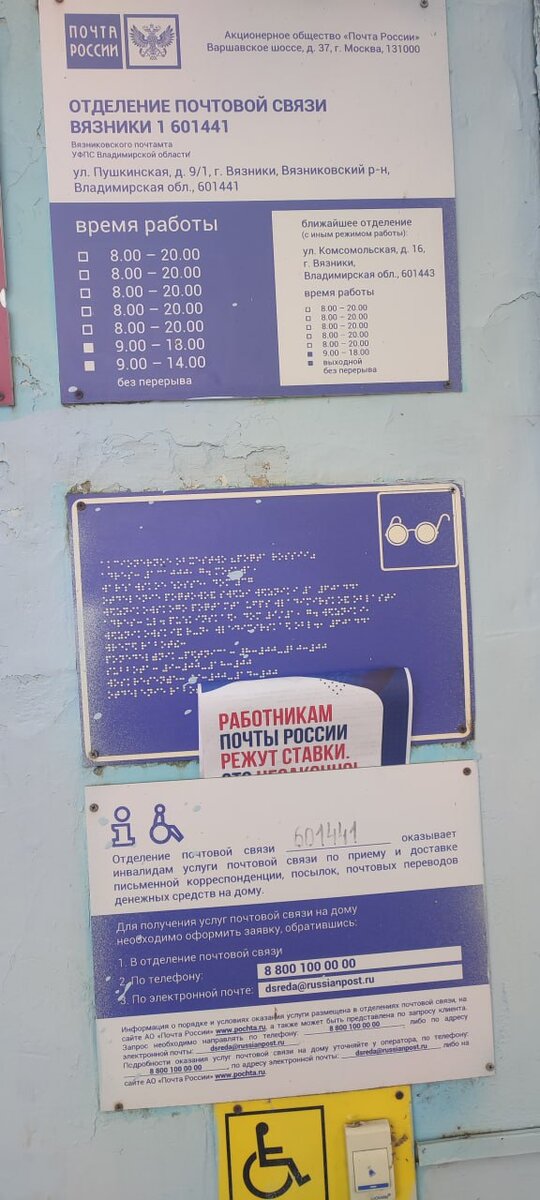 ПОЧТА
РОССИИ
Акционерное общество «Почта России»
Варшавское шоссе, д. 37, г. Москва, 131000
ОТДЕЛЕНИЕ ПОЧТОВОЙ СВЯЗИ
ВЯЗНИКИ 1 601441
Вязниковского почтамта
УФПС Владимирской области
ул. Пушкинская, д. 9/1, г. Вязники, Вязниковский р-н,
Владимирская обл., 601441
время работы
8.00 – 20.00
8.00 – 20.00
8.00 – 20.00
8.00 – 20.00
8.00 – 20.00
9.00 – 18.00
9.00 – 14.00
без перерыва
ближайшее отделение
(с иным режимом работы):
ул. Комсомольская, д. 16,
г. Вязники,
Владимирская обл., 601443
время работы
8.00 – 20.00
8.00 – 20.00
8.00 – 20.00
8.00 – 20.00
8.00 – 20.00
9.00 – 18.00
выходной
без перерыва
РАБОТНИКАМ
ПОЧТЫ РОССИИ
РЕЖУТ СТАВКИ.
ЭТО НЕЗАКОННО!
Отделение почтовой связи 601441 оказывает
инвалидам услуги почтовой связи по приему и доставке
письменной корреспонденции, посылок, почтовых переводов
денежных средств на дому.
Для получения услуг почтовой связи на дому
необходимо оформить заявку, обратившись:
1. В отделение почтовой связи
2. По телефону: 8 800 100 00 00
3. По электронной почте: dsreda@russianpost.ru
Информация о порядке и условиях оказания услуги размещена в отделениях почтовой связи, на
сайте АО «Почта России» www.pochta.ru, а также может быть представлена по запросу клиента.
Запрос необходимо направлять по телефону: 8 800 100 00 00 либо по адресу
электронной почты: dsreda@russianpost.ru
Подробности оказания услуг почтовой связи на дому уточняйте у оператора, по телефону:
8 800 100 00 00, по адресу электронной почты: dsreda@russianpost.ru либо на
сайте АО «Почта России» www.pochta.ru.